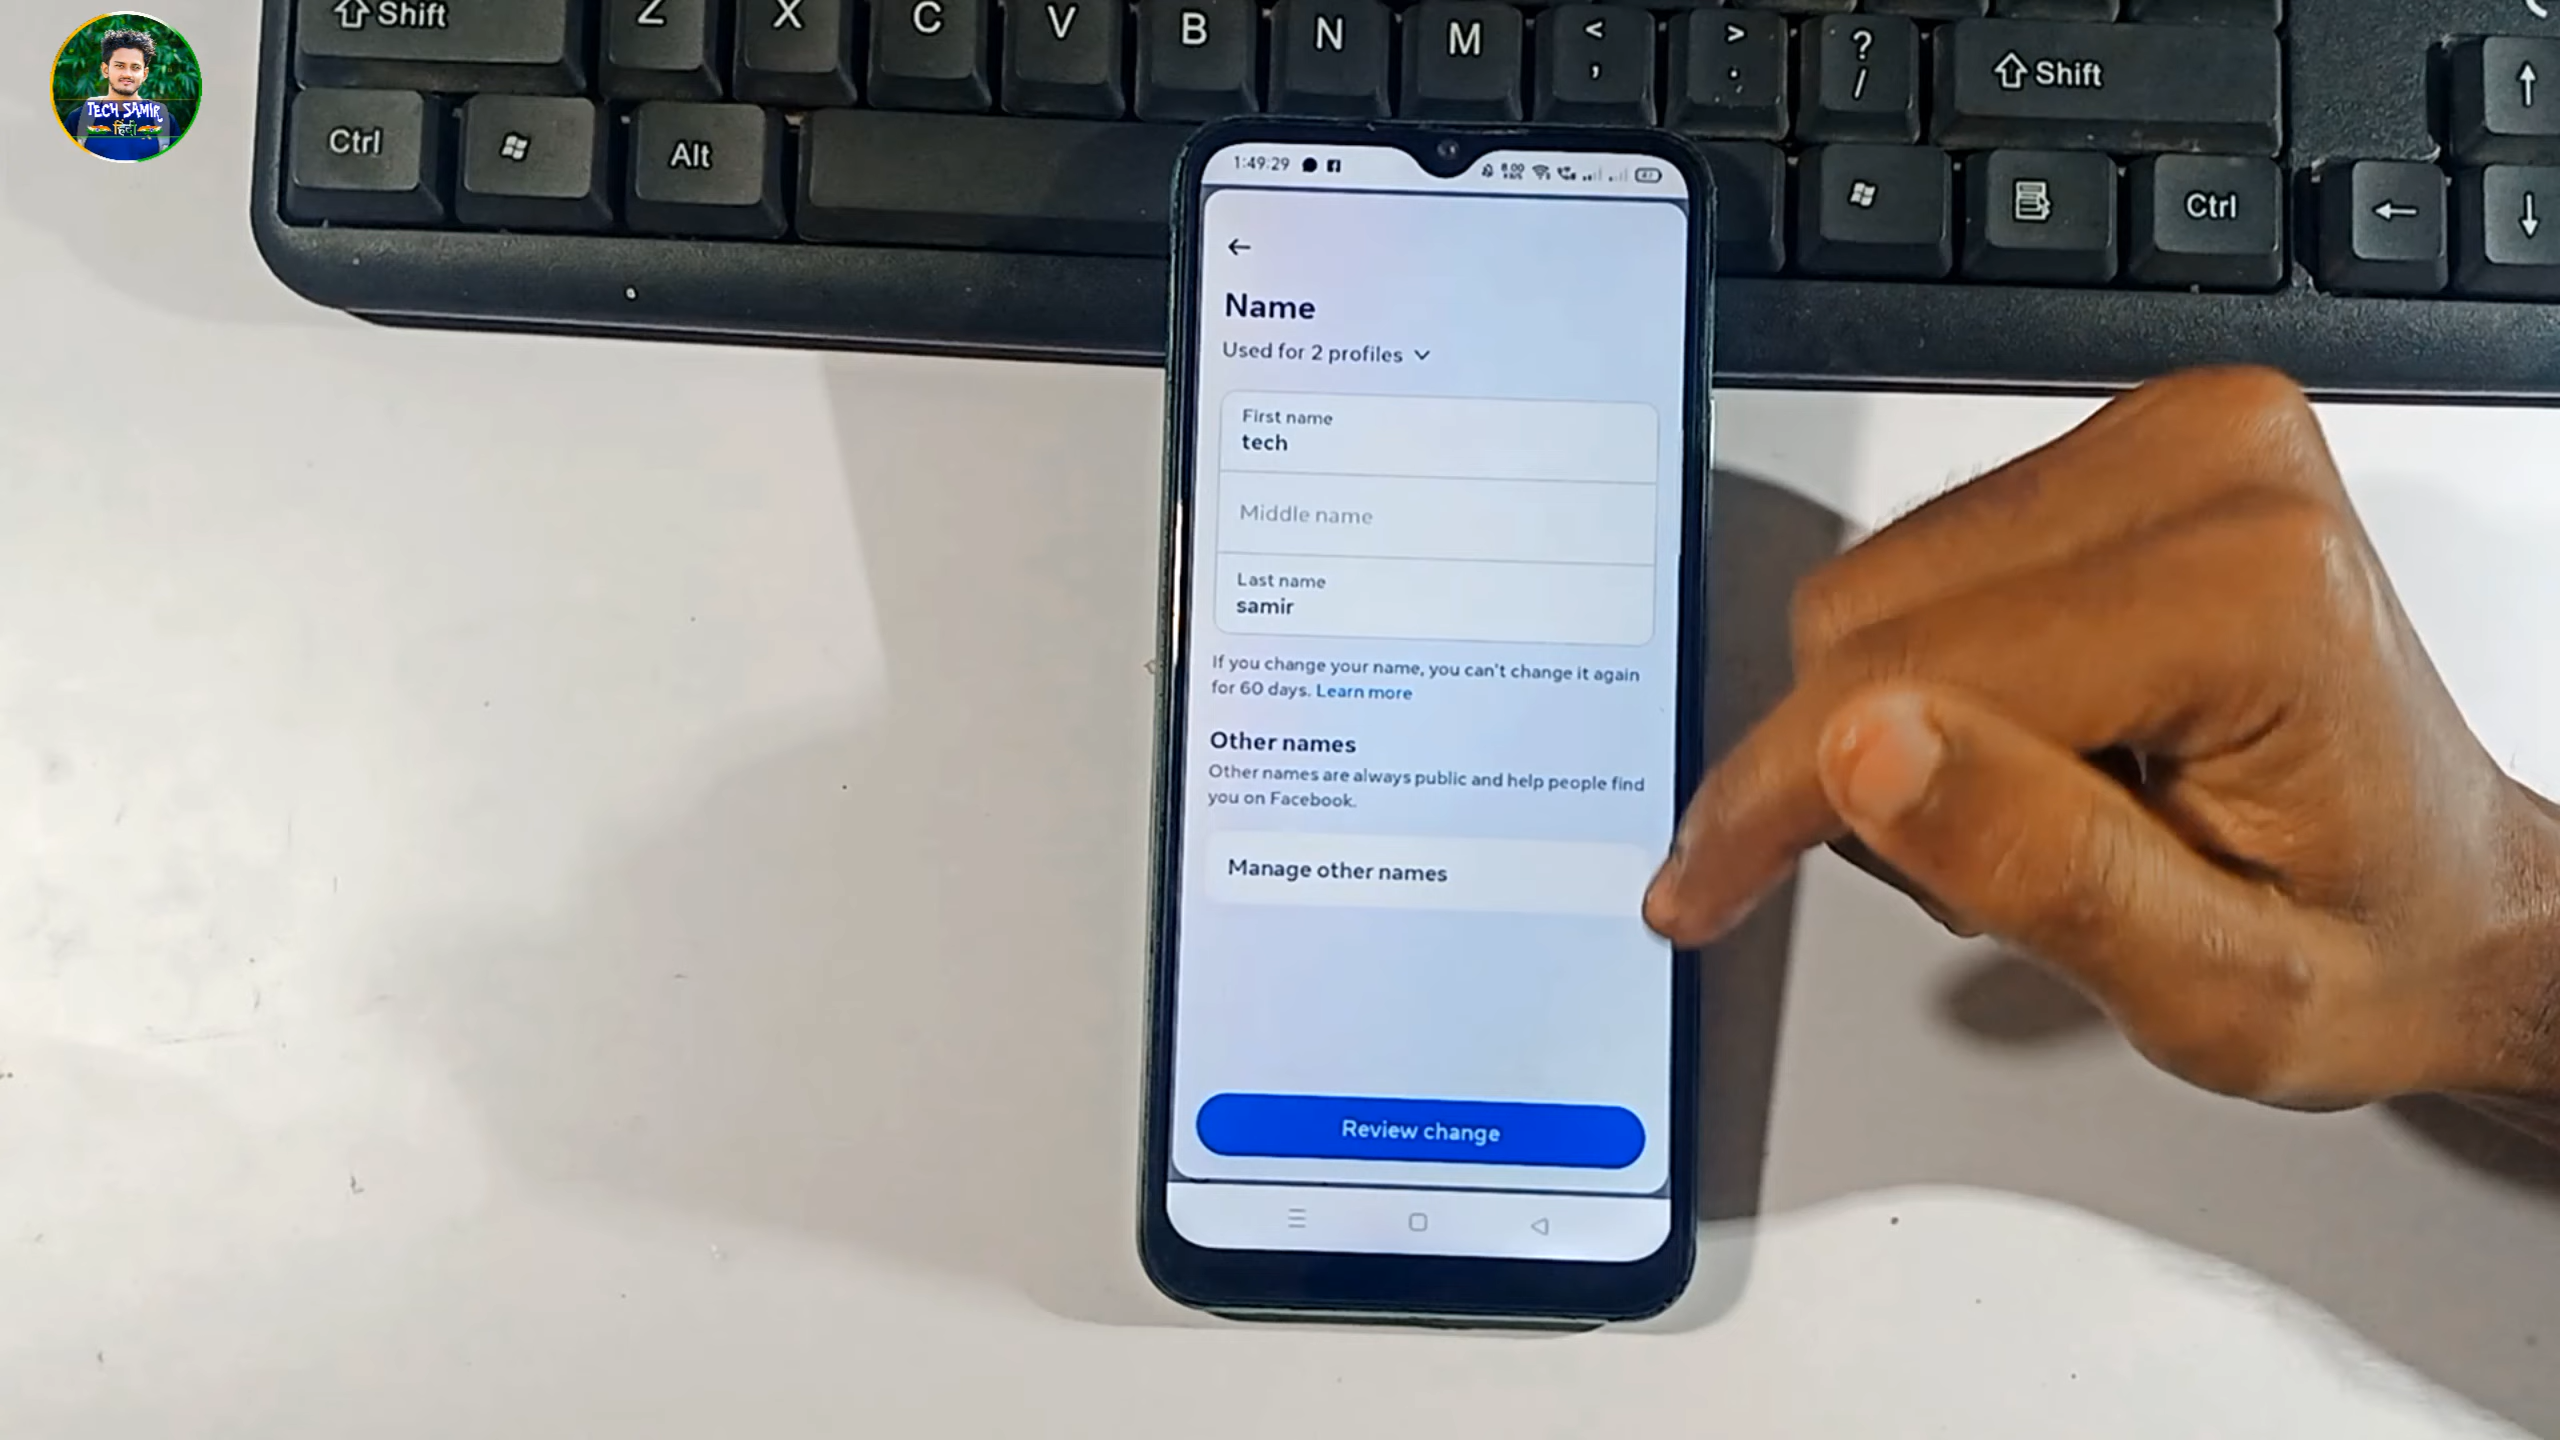 Shift
Z
X
C
V
B
N
M
<
,
>
.
?
/
Shift
Ctrl
Alt
Ctrl
TECH SAMIR
हिंदी
1:49:29
Name
Used for 2 profiles
First name
tech
Middle name
Last name
samir
If you change your name, you can't change it again
for 60 days. Learn more
Other names
Other names are always public and help people find
you on Facebook.
Manage other names
Review change